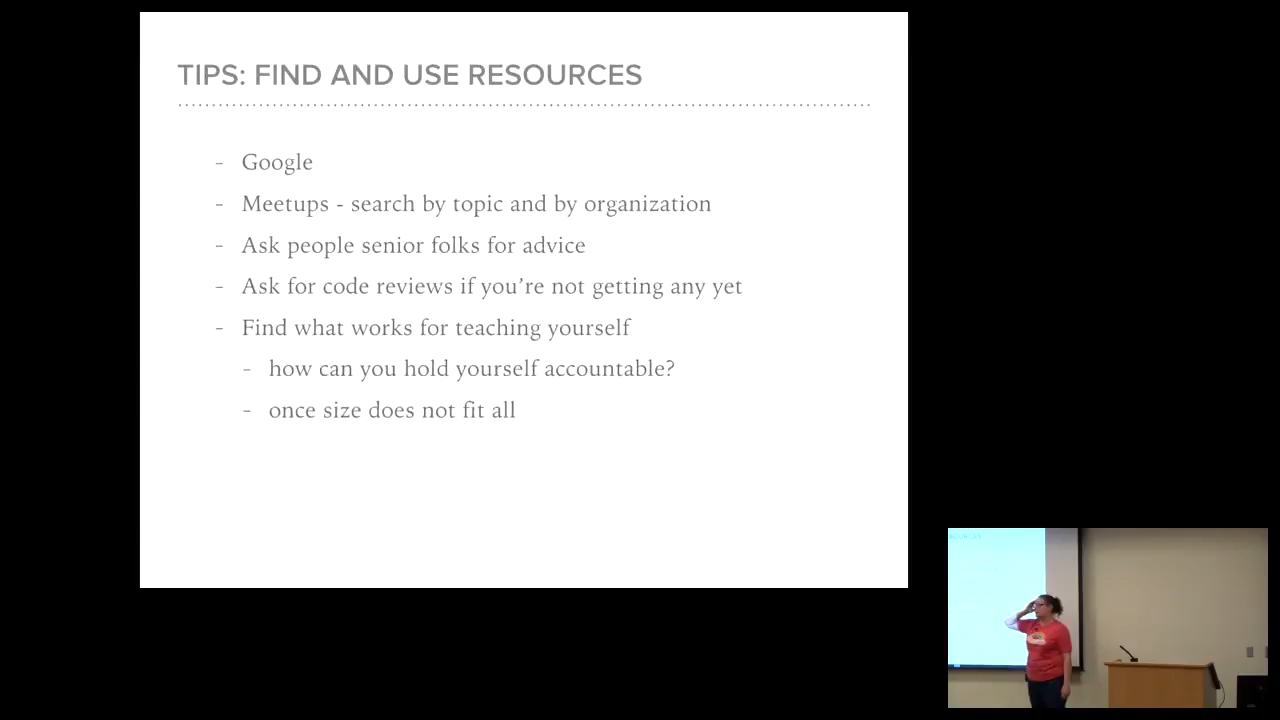 TIPS: FIND AND USE RESOURCES
- Google
- Meetups - search by topic and by organization
- Ask people senior folks for advice
- Ask for code reviews if you’re not getting any yet
- Find what works for teaching yourself
- how can you hold yourself accountable?
- once size does not fit all